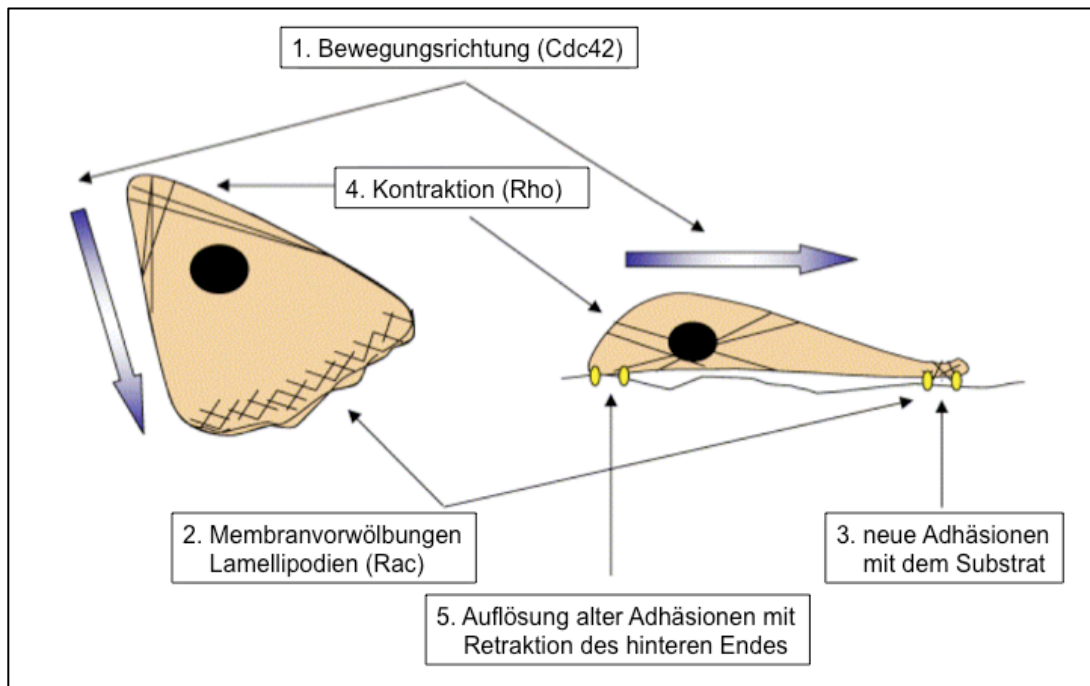 1. Bewegungsrichtung (Cdc42)
4. Kontraktion (Rho)
2. Membranvorwölbungen
Lamellipodien (Rac)
3. neue Adhäsionen
mit dem Substrat
5. Auflösung alter Adhäsionen mit
Retraktion des hinteren Endes